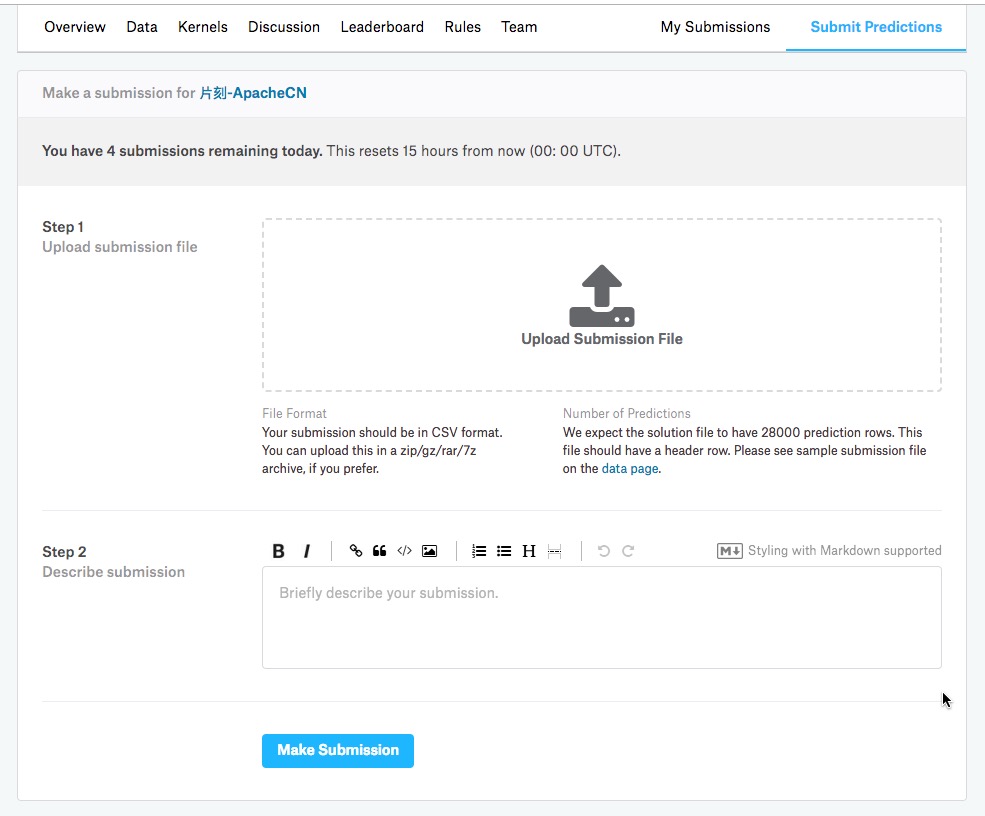 Overview Data Kernels Discussion Leaderboard Rules Team My Submissions Submit Predictions
Make a submission for 片刻-ApacheCN
You have 4 submissions remaining today. This resets 15 hours from now (00: 00 UTC).
Step 1
Upload submission file
Upload Submission File
File Format
Your submission should be in CSV format.
You can upload this in a zip/gz/rar/7z
archive, if you prefer.
Number of Predictions
We expect the solution file to have 28000 prediction rows. This
file should have a header row. Please see sample submission file
on the data page.
Step 2
Describe submission
B I H M Styling with Markdown supported
Briefly describe your submission.
Make Submission